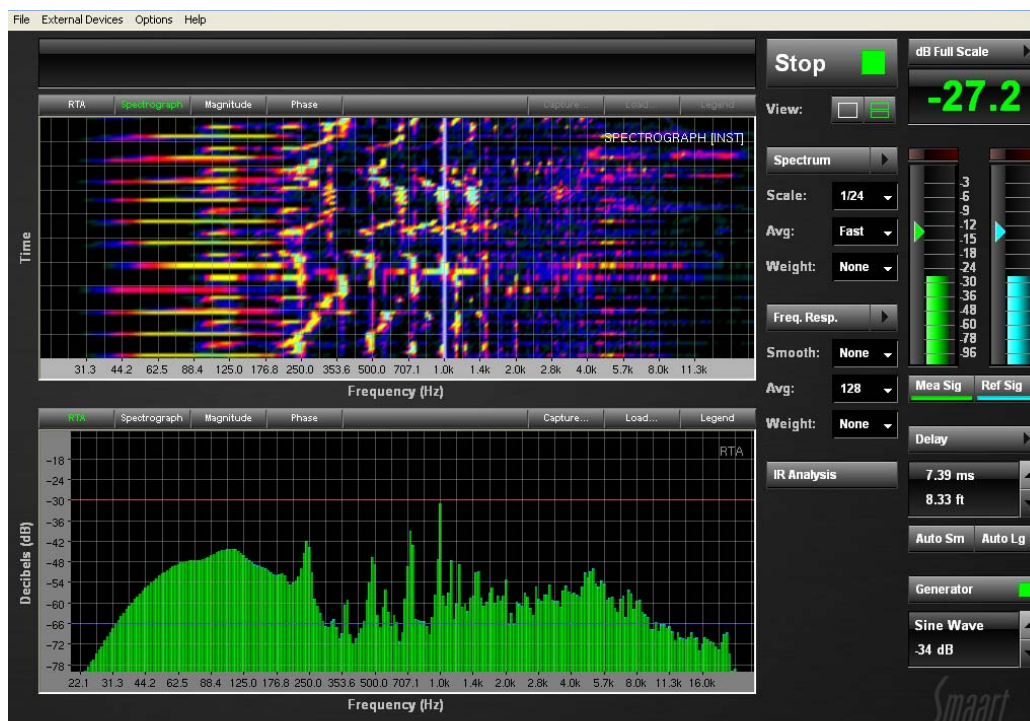 File External Devices Options Help
RTA Spectrograph Magnitude Phase Capture... Load... Legend
SPECTROGRAPH [INST]
Time
31.3 44.2 62.5 88.4 125.0 176.8 250.0 353.6 500.0 707.1 1.0k 1.4k 2.0k 2.8k 4.0k 5.7k 8.0k 11.3k
Frequency (Hz)
RTA Spectrograph Magnitude Phase Capture... Load... Legend
RTA
Decibels (dB)
-18
-24
-30
-36
-42
-48
-54
-60
-66
-72
-78
22.1 31.3 44.2 62.5 88.4 125.0 176.8 250.0 353.6 500.0 707.1 1.0k 1.4k 2.0k 2.8k 4.0k 5.7k 8.0k 11.3k 16.0k
Frequency (Hz)
Stop
View:
Spectrum
Scale: 1/24
Avg: Fast
Weight: None
Freq. Resp.
Smooth: None
Avg: 128
Weight: None
IR Analysis
dB Full Scale
-27.2
-3
-6
-9
-12
-15
-18
-24
-30
-36
-48
-60
-78
-96
Mea Sig Ref Sig
Delay
7.39 ms
8.33 ft
Auto Sm Auto Lg
Generator
Sine Wave
-34 dB
Smaart